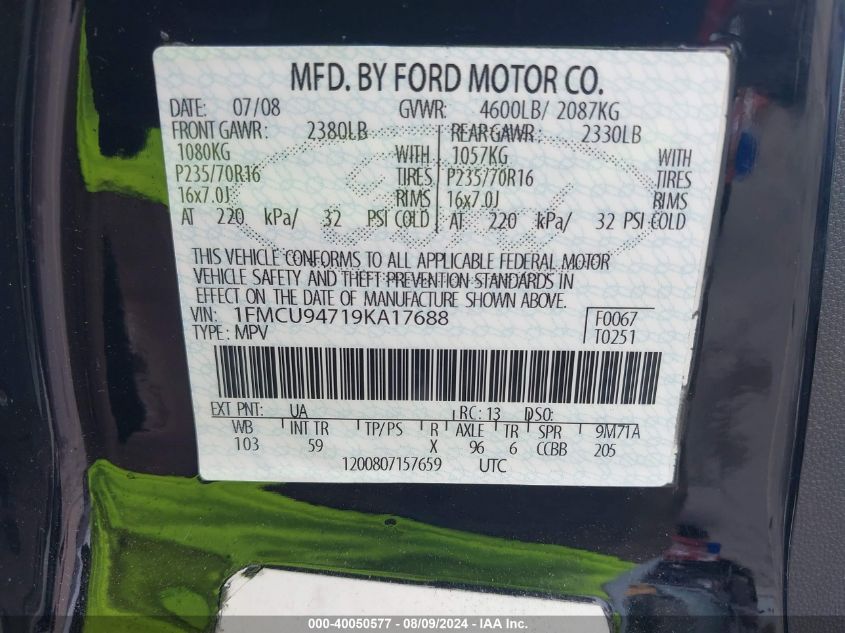 MFD. BY FORD MOTOR CO.
DATE: 07/08 GVWR: 4600LB/ 2087KG
FRONT GAWR: 2380LB REAR GAWR: 2330LB
1080KG WITH 1057KG WITH
P235/70R16 TIRES P235/70R16 TIRES
16x7.0J RIMS 16x7.0J RIMS
AT 220 kPa/ 32 PSI COLD AT 220 kPa/ 32 PSI COLD
THIS VEHICLE CONFORMS TO ALL APPLICABLE FEDERAL MOTOR
VEHICLE SAFETY AND THEFT PREVENTION STANDARDS IN
EFFECT ON THE DATE OF MANUFACTURE SHOWN ABOVE.
VIN: 1FMCU94719KA17688 F0067
TYPE: MPV T0251
EXT PNT: UA RC: 13 DSO:
WB INT TR TP/PS R AXLE TR SPR 9M71A
103 59 X 96 6 CCBB 205
1200807157659 UTC
000-40050577 - 08/09/2024 - IAA Inc.